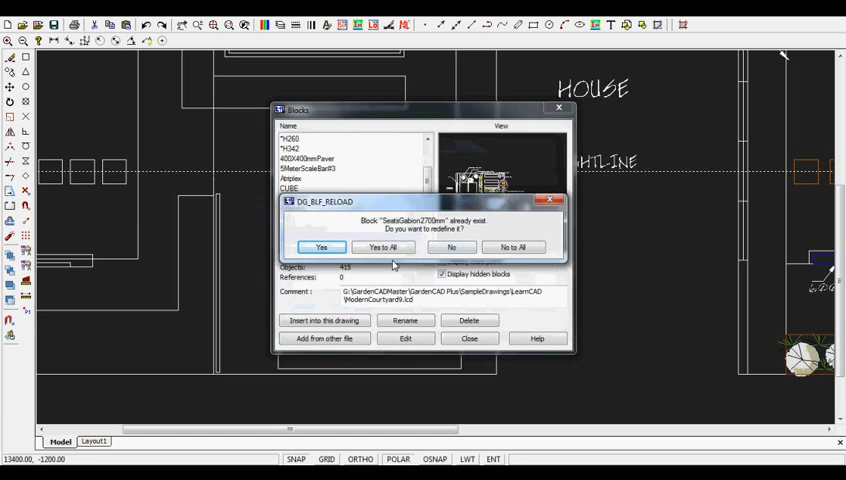 HOUSE
Blocks
Name
View
*H260
*H342
400X400mmPaver
5MeterScaleBar#3
Atriplex
CUBE
DG_BLF_RELOAD
Block "SeatsGabion2700mm" already exist.
Do you want to redefine it?
Yes
Yes to All
No
No to All
Objects: 415
References: 0
Display hidden blocks
Comment : G:\GardenCADMaster\GardenCAD Plus\SampleDrawings\LearnCAD
\ModernCourtyard9.lcd
Insert into this drawing
Rename
Delete
Add from other file
Edit
Close
Help
Model
Layout1
13400.00, -1200.00
SNAP
GRID
ORTHO
POLAR
OSNAP
LWT
ENT